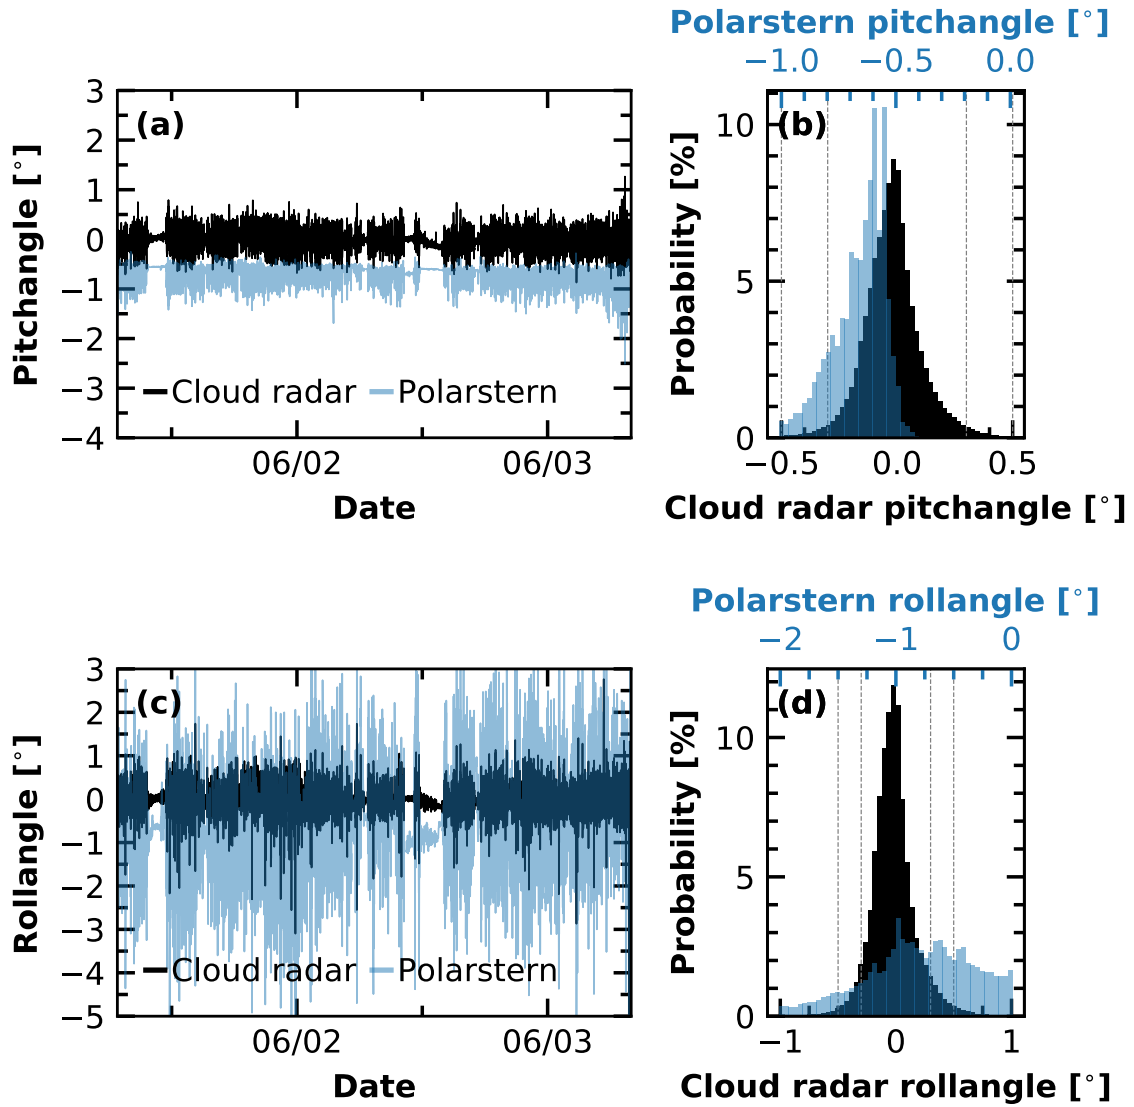 Polarstern pitchangle [°]
−1.0 −0.5 0.0
(a)
3
2
1
0
−1
−2
−3
−4
Pitchangle [°]
Cloud radar Polarstern
06/02 06/03
Date
(b)
10
5
0
Probability [%]
−0.5 0.0 0.5
Cloud radar pitchangle [°]
Polarstern rollangle [°]
−2 −1 0
(c)
3
2
1
0
−1
−2
−3
−4
−5
Rollangle [°]
Cloud radar Polarstern
06/02 06/03
Date
(d)
10
5
0
Probability [%]
−1 0 1
Cloud radar rollangle [°]